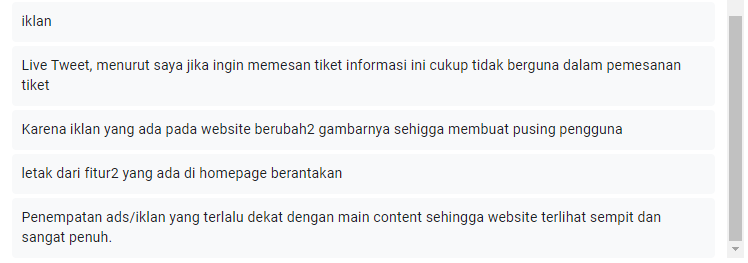 iklan
Live Tweet, menurut saya jika ingin memesan tiket informasi ini cukup tidak berguna dalam pemesanan
tiket
Karena iklan yang ada pada website berubah2 gambarnya sehigga membuat pusing pengguna
letak dari fitur2 yang ada di homepage berantakan
Penempatan ads/iklan yang terlalu dekat dengan main content sehingga website terlihat sempit dan
sangat penuh.